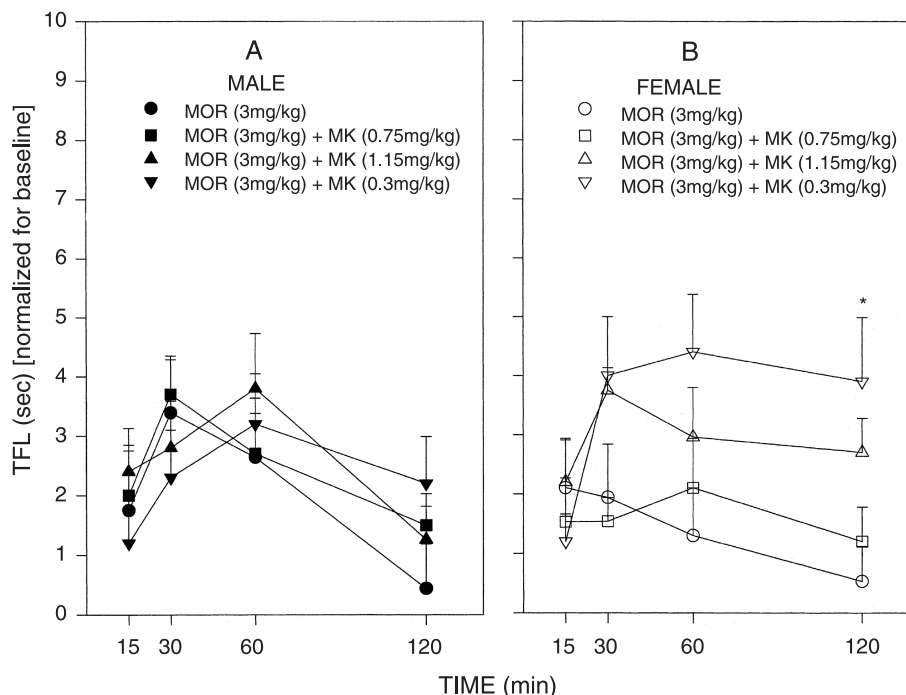 A
MALE
MOR (3mg/kg)
MOR (3mg/kg) + MK (0.75mg/kg)
MOR (3mg/kg) + MK (1.15mg/kg)
MOR (3mg/kg) + MK (0.3mg/kg)
B
FEMALE
MOR (3mg/kg)
MOR (3mg/kg) + MK (0.75mg/kg)
MOR (3mg/kg) + MK (1.15mg/kg)
MOR (3mg/kg) + MK (0.3mg/kg)
*
TFL (sec) [normalized for baseline]
10
9
8
7
6
5
4
3
2
1
0
15 30 60 120
15 30 60 120
TIME (min)